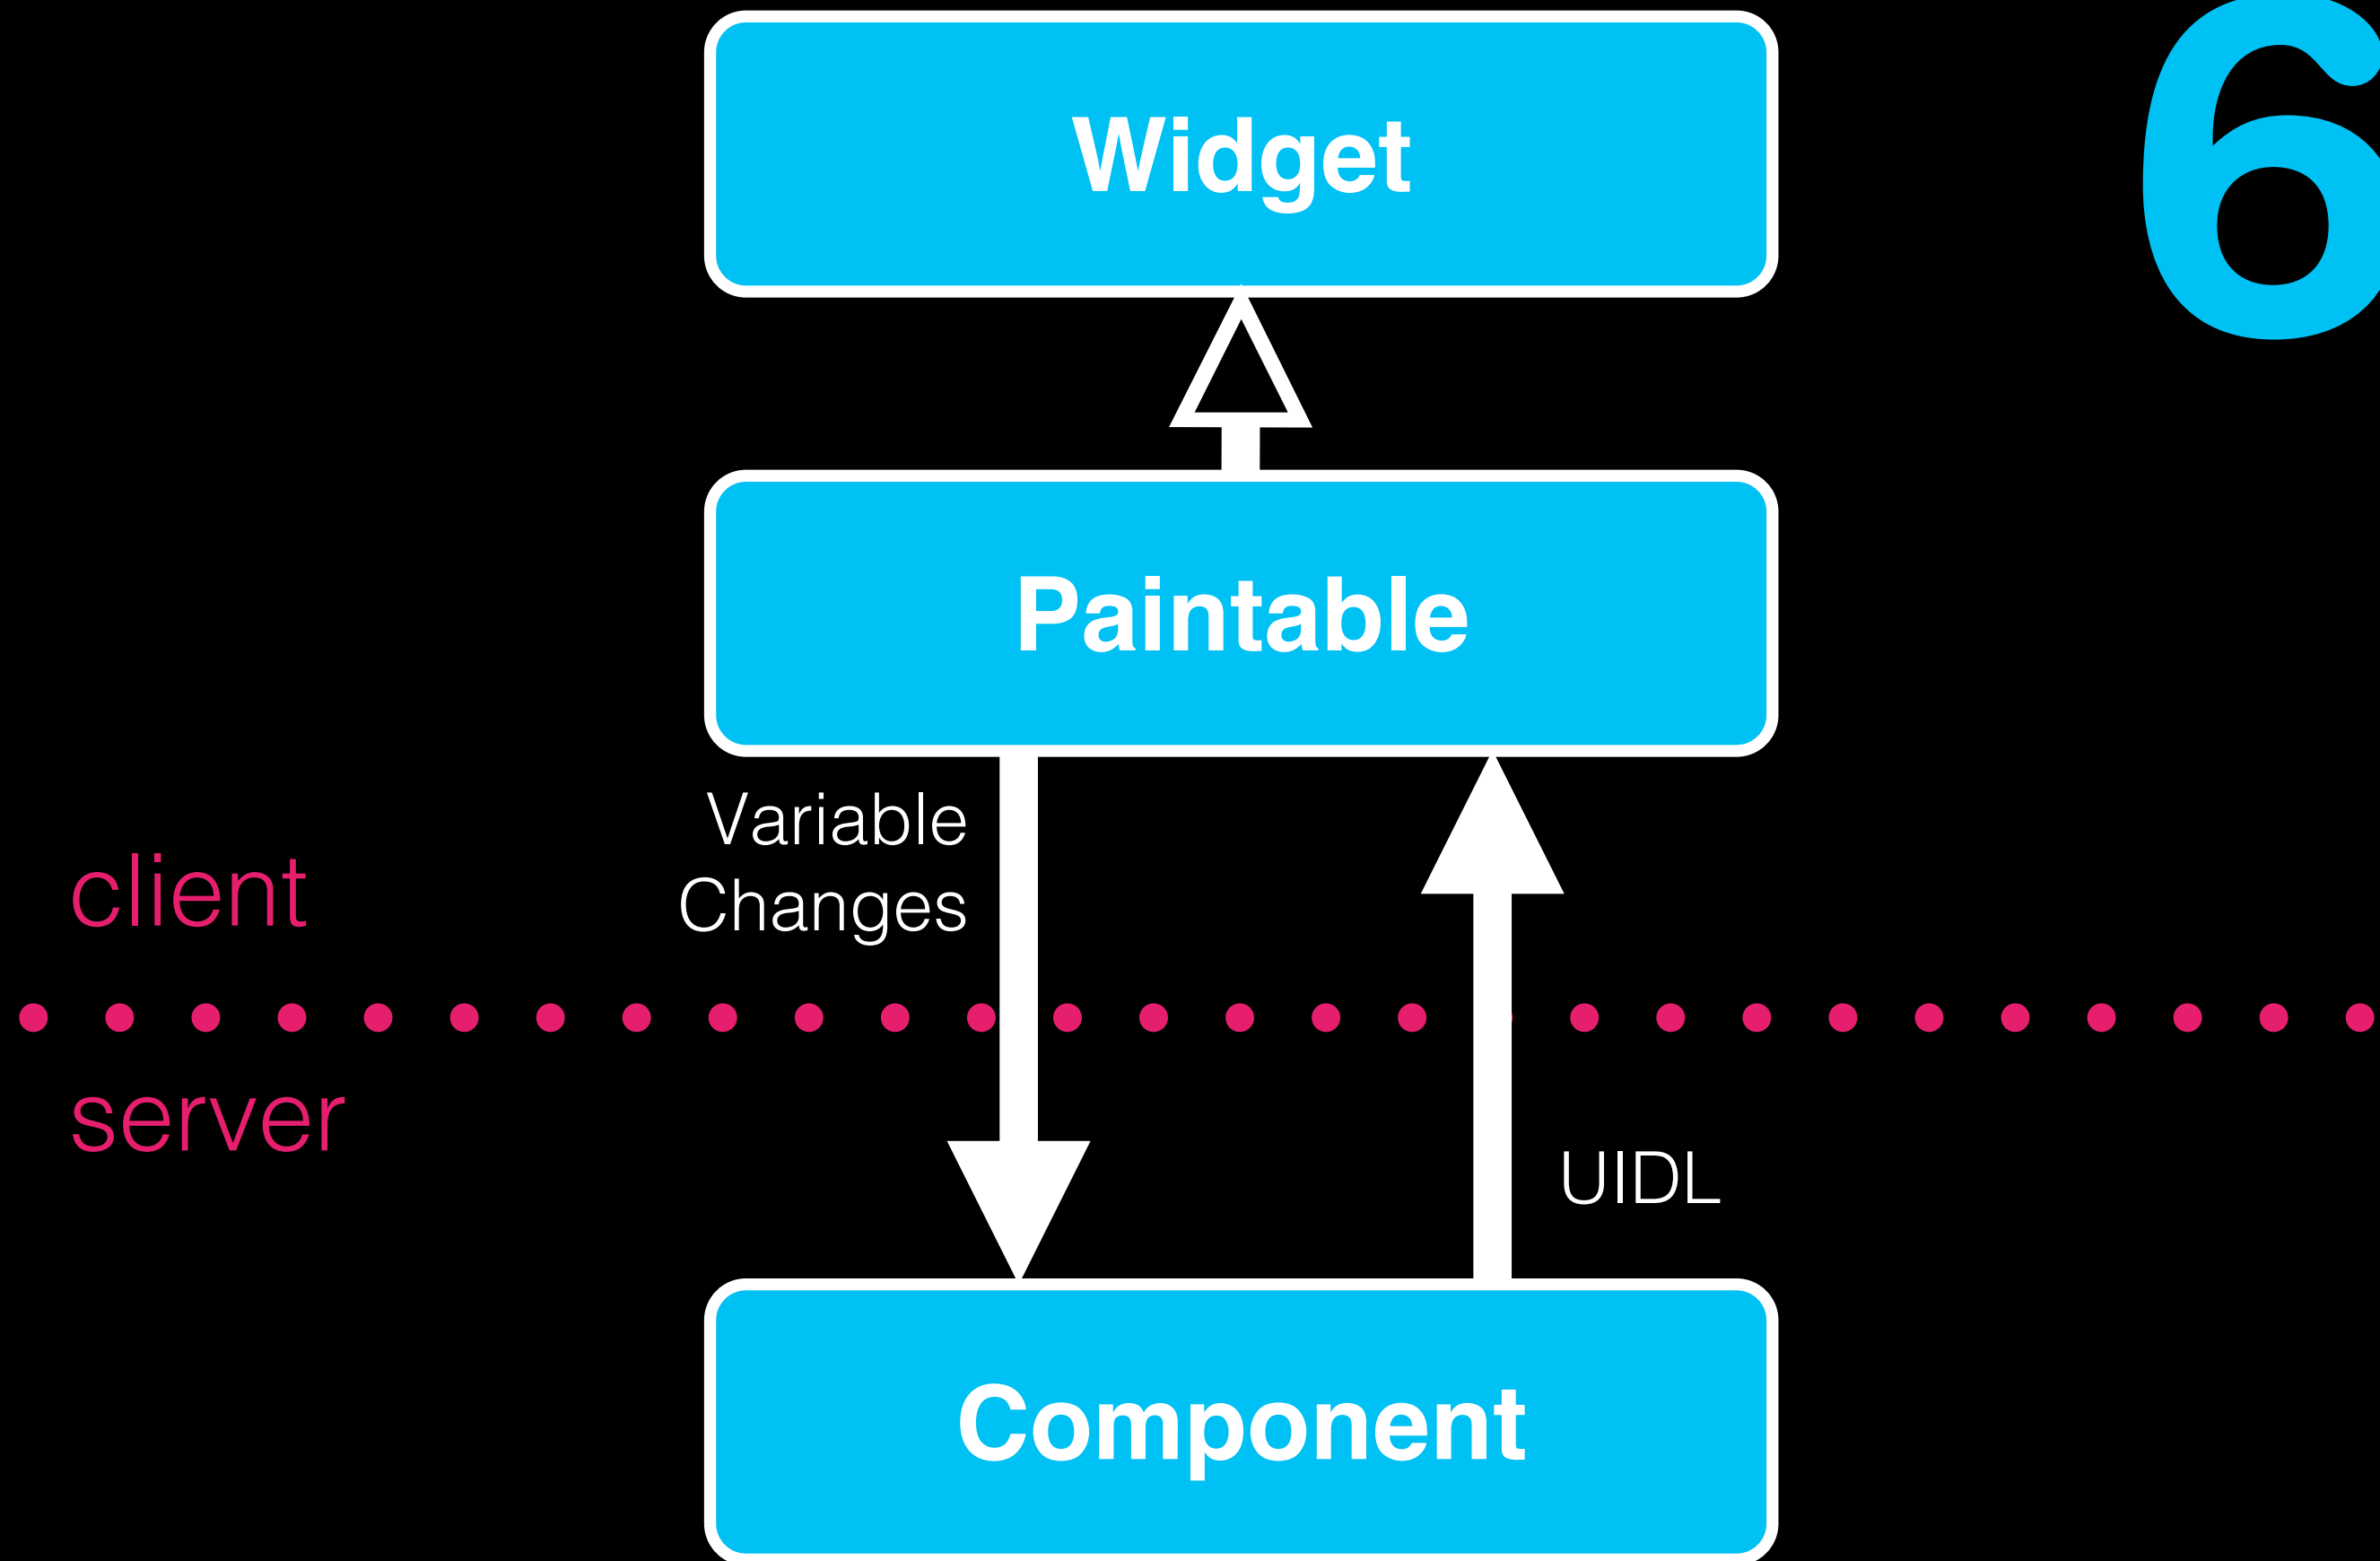 6
Widget
Paintable
Variable
Changes
client
server
UIDL
Component